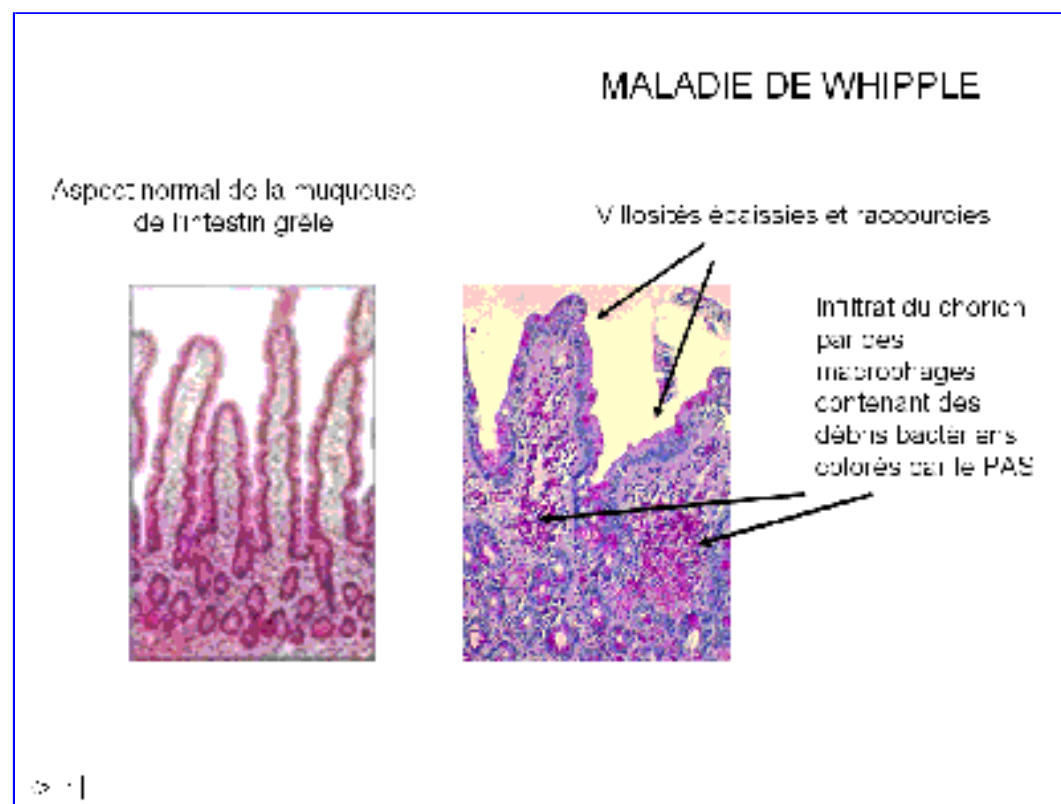 MALADIE DE WHIPPLE
Aspect normal de la muqueuse
de l'intestin grêle
Villosités épaissies et raccourcies
Infiltrat du chorion
par des
macrophages
contenant des
débris bactériens
colorés par le PAS